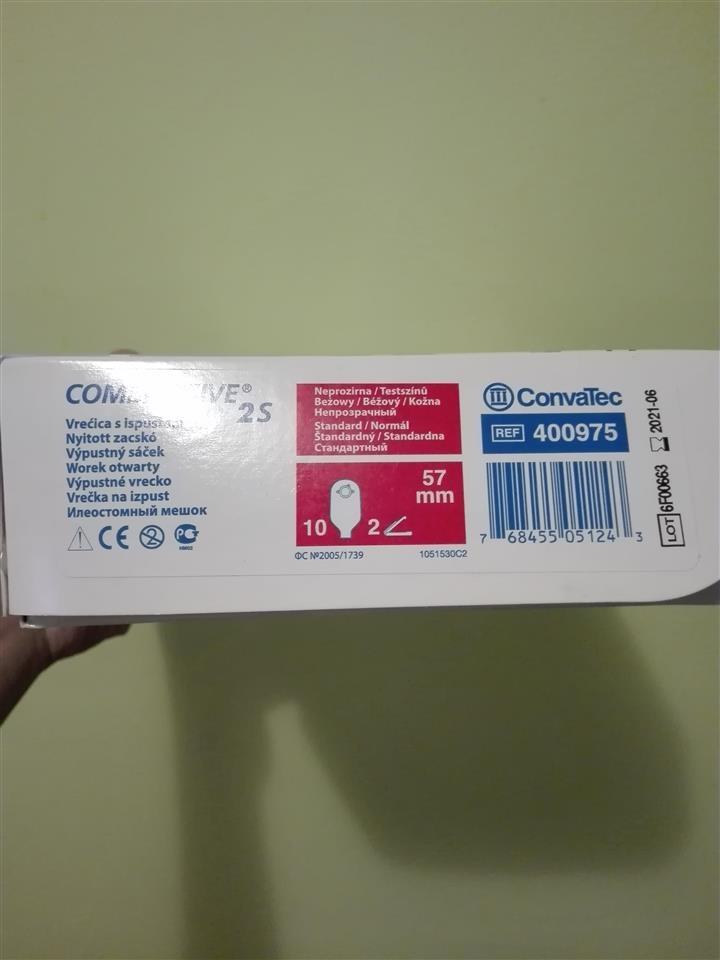 2S
Vrećica s ispustom
Nyitott zacskó
Výpustný sáček
Worek otwarty
Výpustné vrecko
Vrečka na izpust
Илеостомный мешок
CE
РСТ
ФС №2005/1739
Neprozirna / Testszínű
Beżowy / Béžový / Kožna
Непрозрачный
Standard / Normál
Štandardný / Standardna
Стандартный
57
mm
10
2
1051530C2
ConvaTec
REF 400975
7 68455 05124 3
2021-06
LOT 6F00663